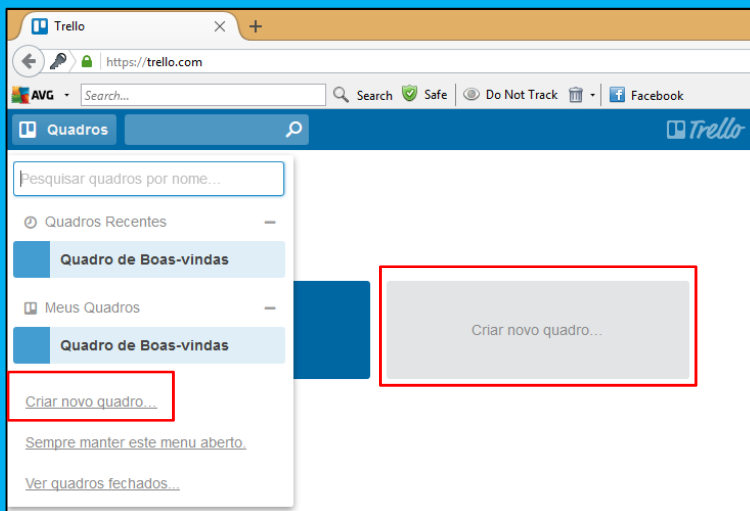 Trello
https://trello.com
AVG Search... Search Safe Do Not Track Facebook
Quadros Trello
Pesquisar quadros por nome...
Quadros Recentes
Quadro de Boas-vindas
Meus Quadros
Quadro de Boas-vindas
Criar novo quadro...
Sempre manter este menu aberto.
Ver quadros fechados...
Criar novo quadro...